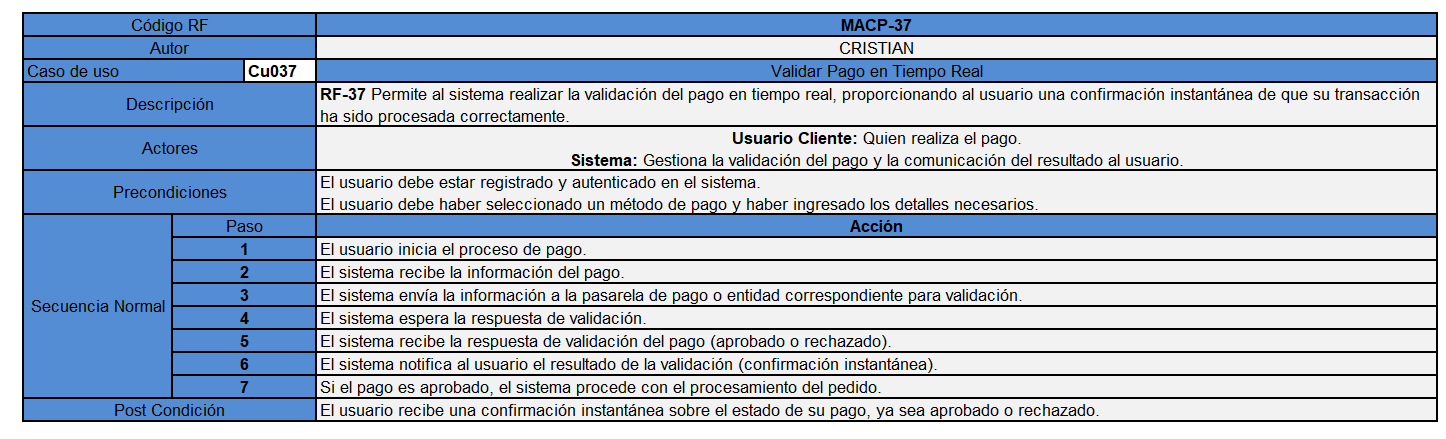 Código RF
MACP-37
Autor
CRISTIAN
Caso de uso
Cu037
Validar Pago en Tiempo Real
Descripción
RF-37 Permite al sistema realizar la validación del pago en tiempo real, proporcionando al usuario una confirmación instantánea de que su transacción
ha sido procesada correctamente.
Actores
Usuario Cliente: Quien realiza el pago.
Sistema: Gestiona la validación del pago y la comunicación del resultado al usuario.
Precondiciones
El usuario debe estar registrado y autenticado en el sistema.
El usuario debe haber seleccionado un método de pago y haber ingresado los detalles necesarios.
Secuencia Normal
Paso
Acción
1
El usuario inicia el proceso de pago.
2
El sistema recibe la información del pago.
3
El sistema envía la información a la pasarela de pago o entidad correspondiente para validación.
4
El sistema espera la respuesta de validación.
5
El sistema recibe la respuesta de validación del pago (aprobado o rechazado).
6
El sistema notifica al usuario el resultado de la validación (confirmación instantánea).
7
Si el pago es aprobado, el sistema procede con el procesamiento del pedido.
Post Condición
El usuario recibe una confirmación instantánea sobre el estado de su pago, ya sea aprobado o rechazado.